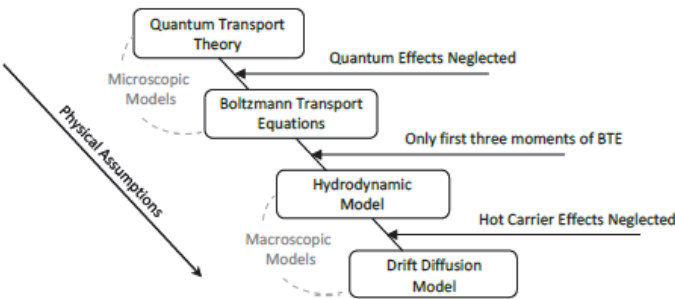 Quantum Transport
Theory
Quantum Effects Neglected
Microscopic
Models
Boltzmann Transport
Equations
Only first three moments of BTE
Physical Assumptions
Hydrodynamic
Model
Hot Carrier Effects Neglected
Macroscopic
Models
Drift Diffusion
Model